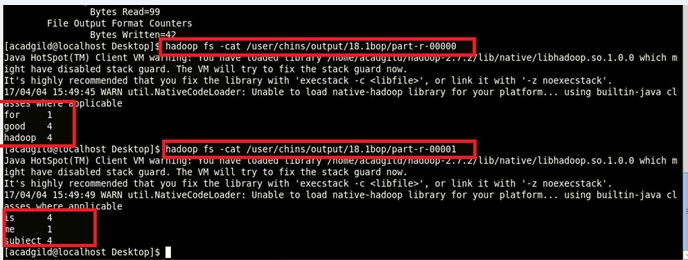 Bytes Read=99
File Output Format Counters
Bytes Written=42
[acadgild@localhost Desktop]$ hadoop fs -cat /user/chins/output/18.1bop/part-r-00000
Java HotSpot(TM) Client VM warning: You have loaded library /home/acadgild/hadoop-2.7.2/lib/native/libhadoop.so.1.0.0 which m
ight have disabled stack guard. The VM will try to fix the stack guard now.
It's highly recommended that you fix the library with 'execstack -c <libfile>', or link it with '-z noexecstack'.
17/04/04 15:49:45 WARN util.NativeCodeLoader: Unable to load native-hadoop library for your platform... using builtin-java cl
asses where applicable
for 1
good 4
hadoop 4
[acadgild@localhost Desktop]$ hadoop fs -cat /user/chins/output/18.1bop/part-r-00001
Java HotSpot(TM) Client VM warning: You have loaded library /home/acadgild/hadoop-2.7.2/lib/native/libhadoop.so.1.0.0 which m
ight have disabled stack guard. The VM will try to fix the stack guard now.
It's highly recommended that you fix the library with 'execstack -c <libfile>', or link it with '-z noexecstack'.
17/04/04 15:49:49 WARN util.NativeCodeLoader: Unable to load native-hadoop library for your platform... using builtin-java cl
asses where applicable
is 4
me 1
subject 4
[acadgild@localhost Desktop]$